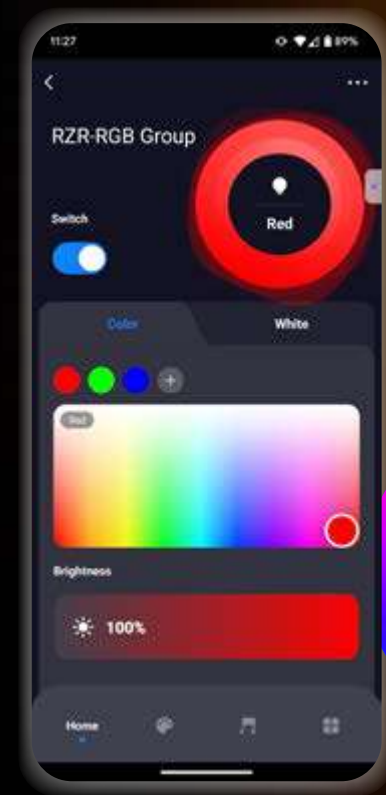 11:27
89%
RZR-RGB Group
Red
Switch
Color
White
Red
Brightness
100%
Home